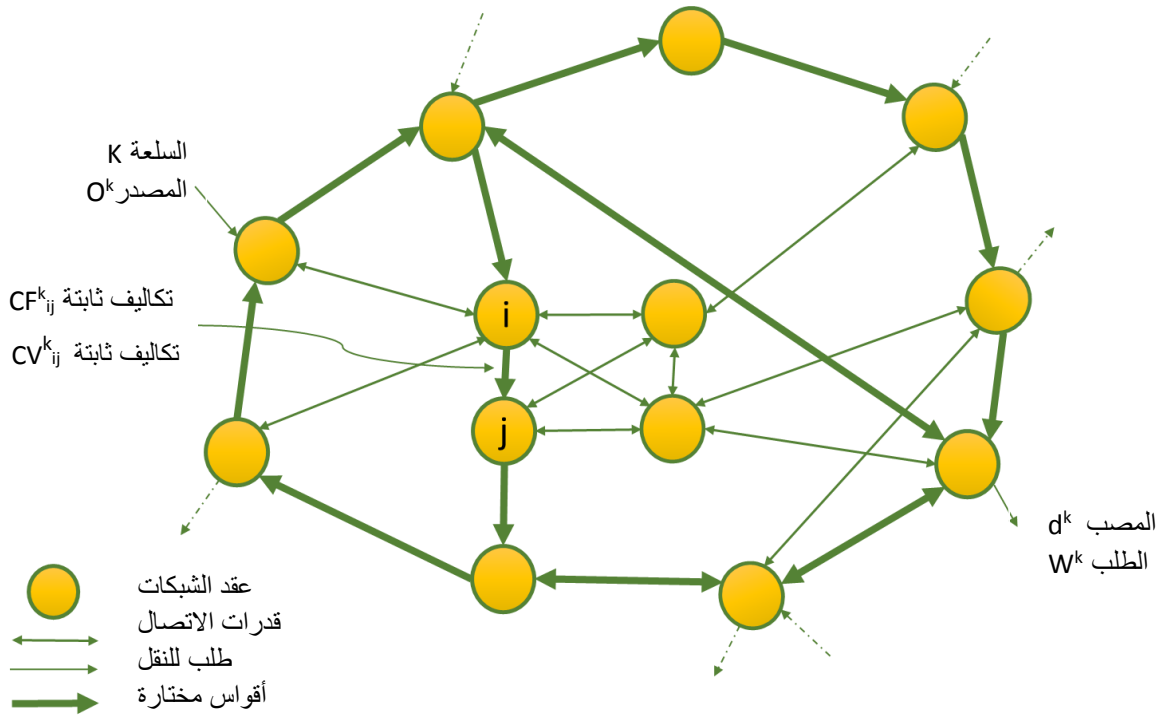 السلعة K
المصدر O^k
تكاليف ثابتة CF^k_ij
تكاليف ثابتة CV^k_ij
i
j
المصب d^k
الطلب W^k
عقد الشبكات
قدرات الاتصال
طلب للنقل
أقواس مختارة